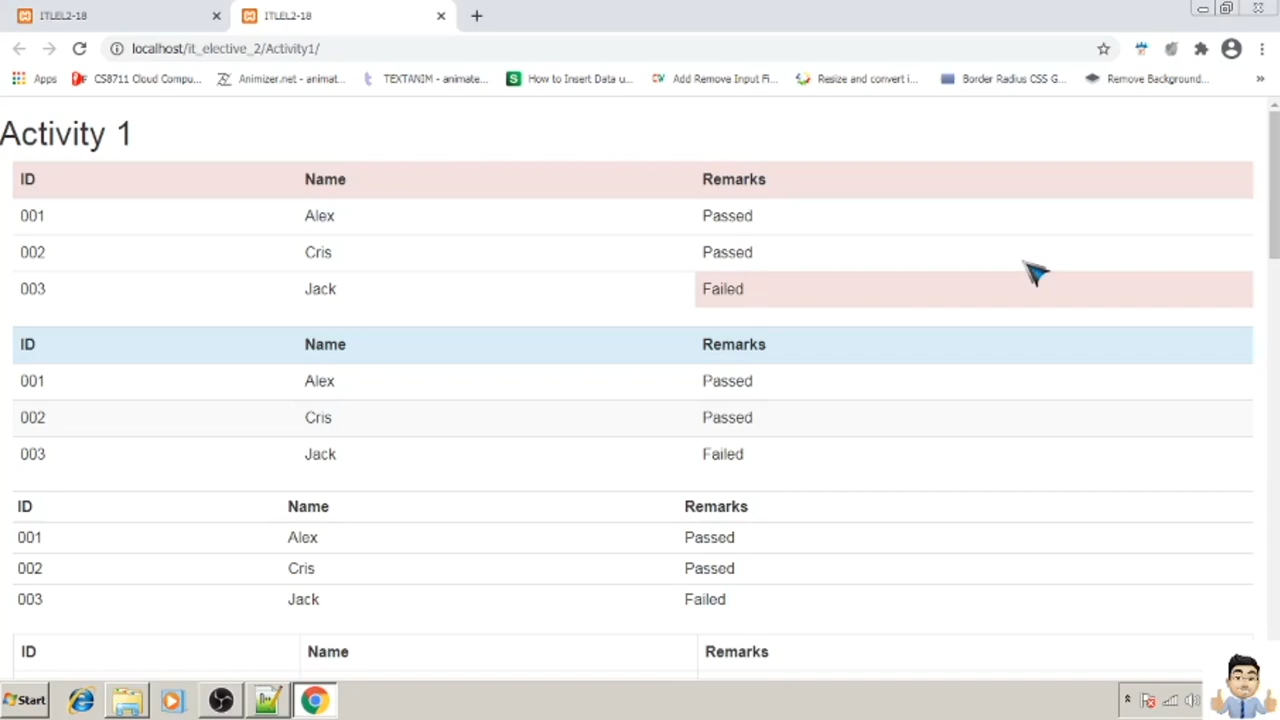 ITLEL2-18
ITLEL2-18
localhost/it_elective_2/Activity1/
Apps CS8711 Cloud Compu... Animizer.net - animat... TEXTANIM - animate... How to Insert Data u... Add Remove Input Fi... Resize and convert i... Border Radius CSS G... Remove Background... »
Activity 1
ID Name Remarks
001 Alex Passed
002 Cris Passed
003 Jack Failed
ID Name Remarks
001 Alex Passed
002 Cris Passed
003 Jack Failed
ID Name Remarks
001 Alex Passed
002 Cris Passed
003 Jack Failed
ID Name Remarks
Start